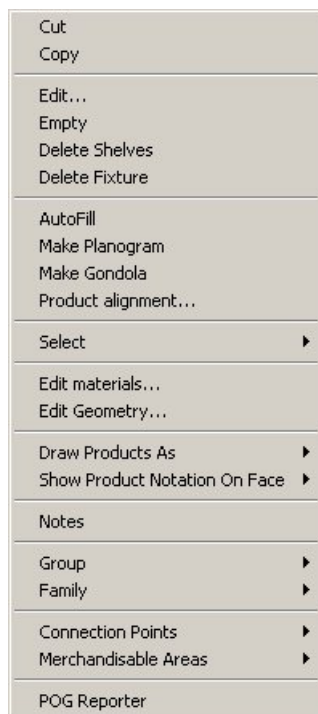 Cut
Copy
Edit...
Empty
Delete Shelves
Delete Fixture
AutoFill
Make Planogram
Make Gondola
Product alignment...
Select
Edit materials...
Edit Geometry...
Draw Products As
Show Product Notation On Face
Notes
Group
Family
Connection Points
Merchandisable Areas
POG Reporter